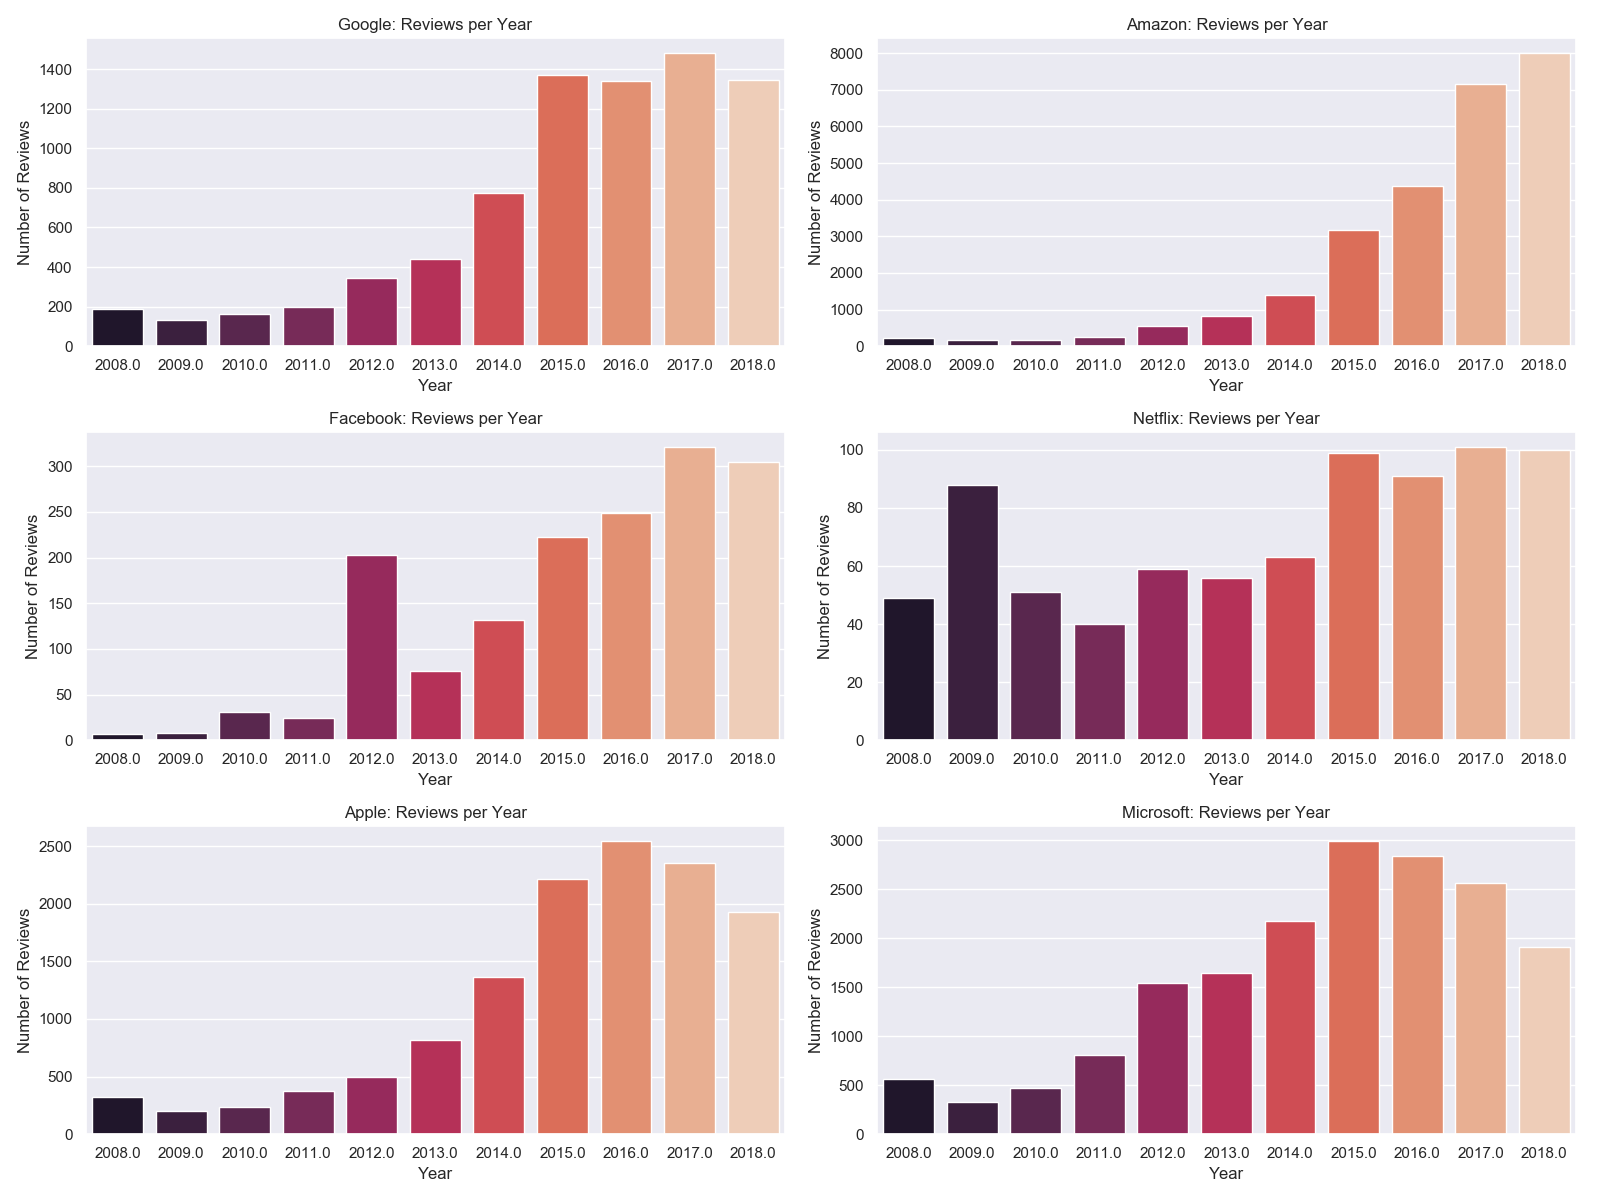 Google: Reviews per Year
Number of Reviews
1400
1200
1000
800
600
400
200
0
2008.0 2009.0 2010.0 2011.0 2012.0 2013.0 2014.0 2015.0 2016.0 2017.0 2018.0
Year
Amazon: Reviews per Year
Number of Reviews
8000
7000
6000
5000
4000
3000
2000
1000
0
2008.0 2009.0 2010.0 2011.0 2012.0 2013.0 2014.0 2015.0 2016.0 2017.0 2018.0
Year
Facebook: Reviews per Year
Number of Reviews
300
250
200
150
100
50
0
2008.0 2009.0 2010.0 2011.0 2012.0 2013.0 2014.0 2015.0 2016.0 2017.0 2018.0
Year
Netflix: Reviews per Year
Number of Reviews
100
80
60
40
20
0
2008.0 2009.0 2010.0 2011.0 2012.0 2013.0 2014.0 2015.0 2016.0 2017.0 2018.0
Year
Apple: Reviews per Year
Number of Reviews
2500
2000
1500
1000
500
0
2008.0 2009.0 2010.0 2011.0 2012.0 2013.0 2014.0 2015.0 2016.0 2017.0 2018.0
Year
Microsoft: Reviews per Year
Number of Reviews
3000
2500
2000
1500
1000
500
0
2008.0 2009.0 2010.0 2011.0 2012.0 2013.0 2014.0 2015.0 2016.0 2017.0 2018.0
Year